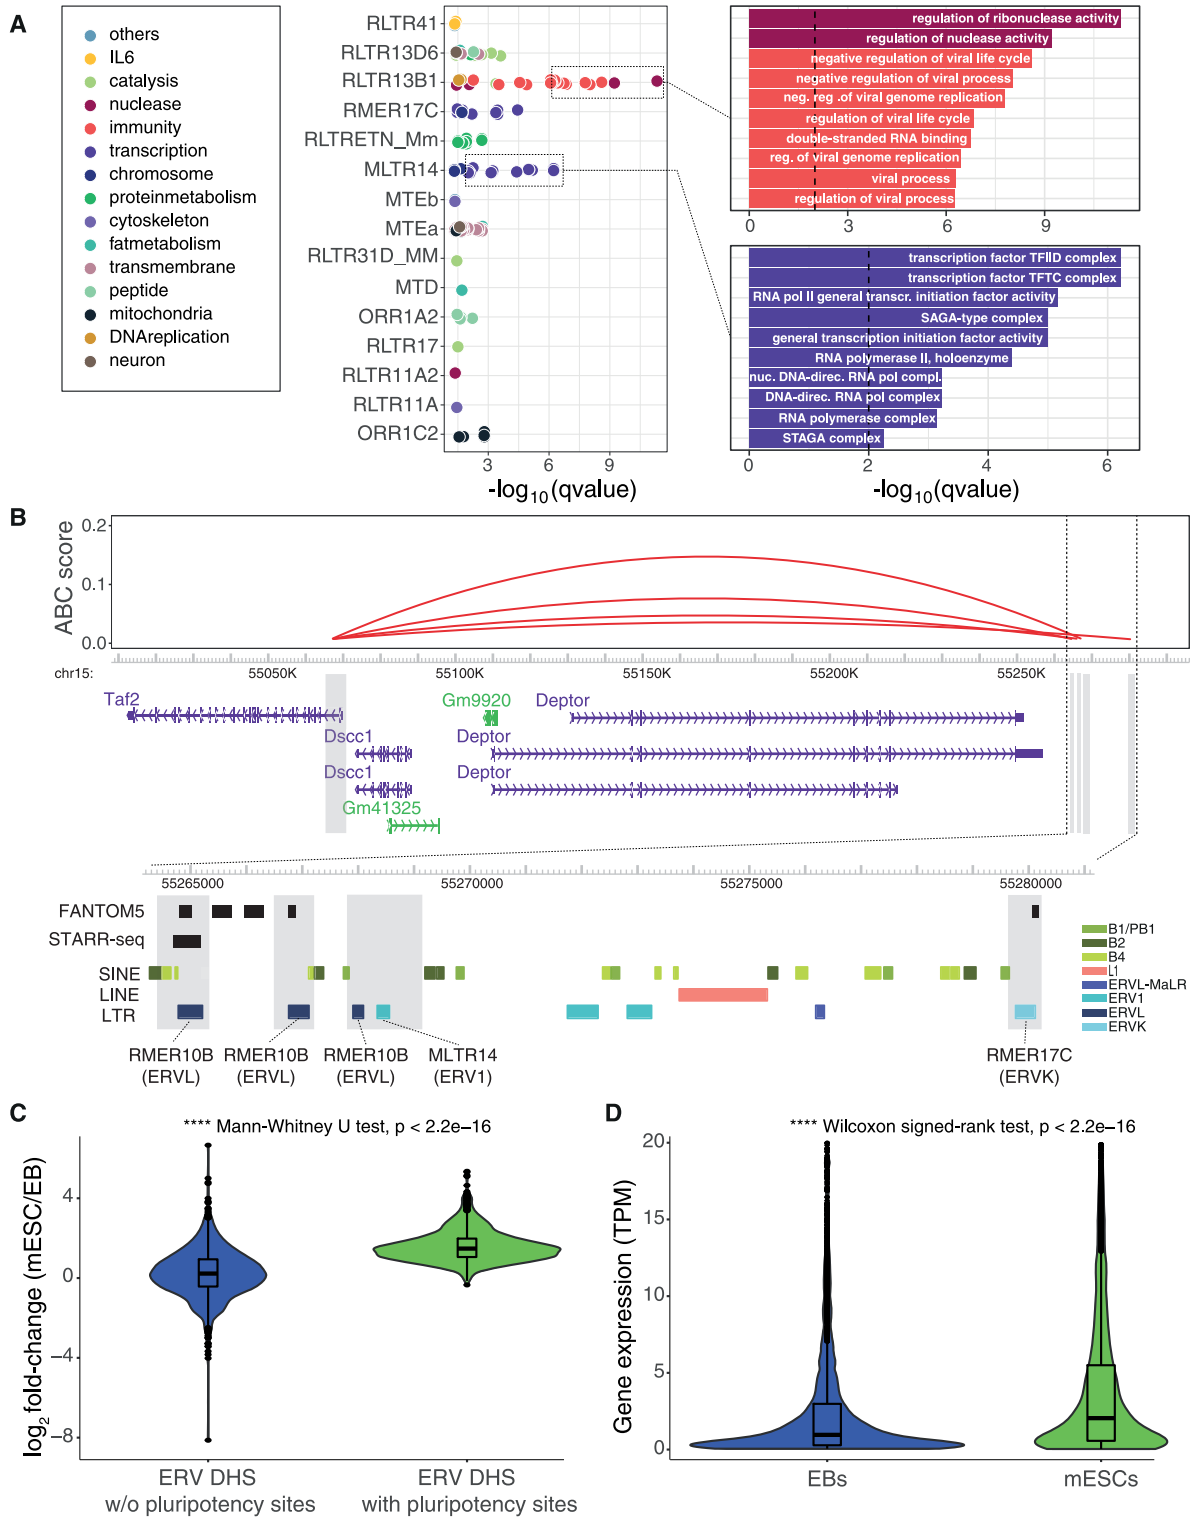 A
others
IL6
catalysis
nuclease
immunity
transcription
chromosome
proteinmetabolism
cytoskeleton
fatmetabolism
transmembrane
peptide
mitochondria
DNAreplication
neuron
RLTR41
RLTR13D6
RLTR13B1
RMER17C
RLTRETN_Mm
MLTR14
MTEb
MTEa
RLTR31D_MM
MTD
ORR1A2
RLTR17
RLTR11A2
RLTR11A
ORR1C2
3 6 9
-log10(qvalue)
regulation of ribonuclease activity
regulation of nuclease activity
negative regulation of viral life cycle
negative regulation of viral process
neg. reg .of viral genome replication
regulation of viral life cycle
double-stranded RNA binding
reg. of viral genome replication
viral process
regulation of viral process
0 3 6 9
transcription factor TFIID complex
transcription factor TFTC complex
RNA pol II general transcr. initiation factor activity
SAGA-type complex
general transcription initiation factor activity
RNA polymerase II, holoenzyme
nuc. DNA-direc. RNA pol compl.
DNA-direc. RNA pol complex
RNA polymerase complex
STAGA complex
0 2 4 6
-log10(qvalue)
B
ABC score
0.2
0.1
0.0
chr15: 55050K 55100K 55150K 55200K 55250K
Taf2 Gm9920 Deptor
Dscc1 Deptor
Dscc1 Deptor
Gm41325
55265000 55270000 55275000 55280000
FANTOM5
STARR-seq
SINE
LINE
LTR
B1/PB1
B2
B4
L1
ERVL-MaLR
ERV1
ERVL
ERVK
RMER10B RMER10B RMER10B MLTR14 RMER17C
(ERVL) (ERVL) (ERVL) (ERV1) (ERVK)
C
**** Mann-Whitney U test, p < 2.2e−16
log2 fold-change (mESC/EB)
4
0
−4
−8
ERV DHS ERV DHS
w/o pluripotency sites with pluripotency sites
D
**** Wilcoxon signed-rank test, p < 2.2e−16
Gene expression (TPM)
20
15
10
5
0
EBs mESCs